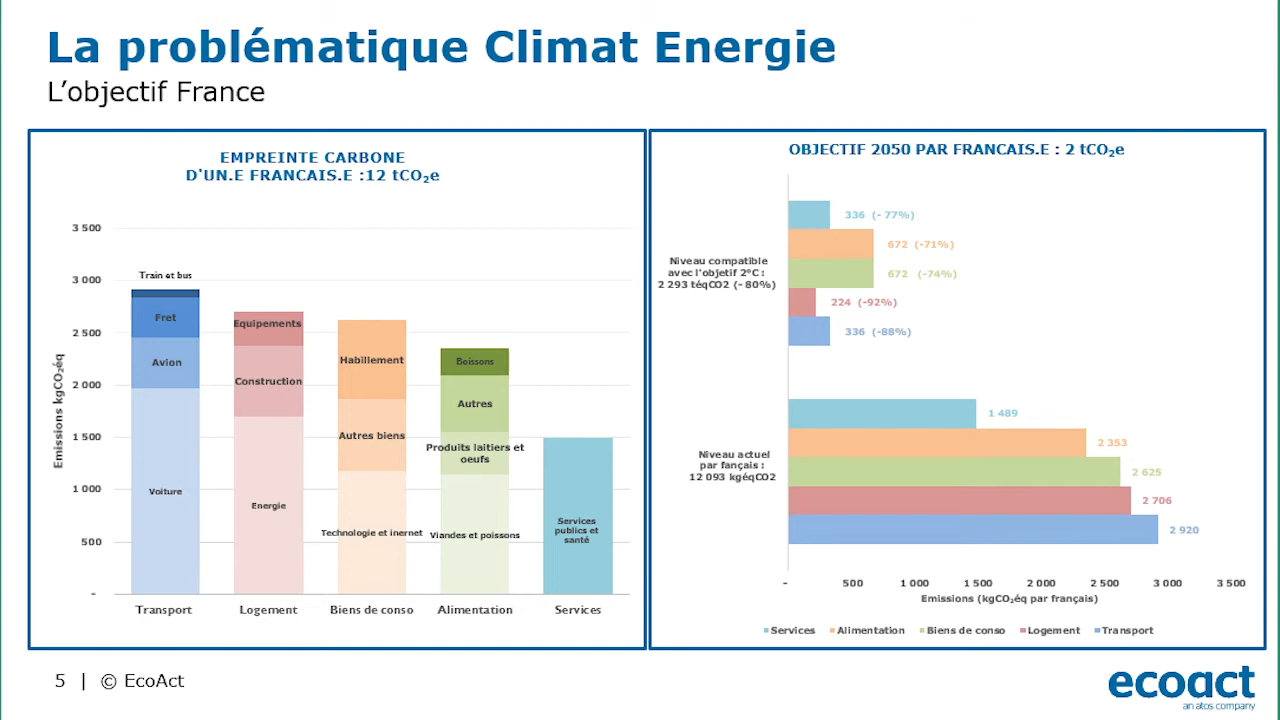 La problématique Climat Energie
L’objectif France
EMPREINTE CARBONE
D'UN.E FRANCAIS.E :12 tCO₂e
Emissions kgCO₂éq
3 500
3 000
2 500
2 000
1 500
1 000
500
-
Train et bus
Fret
Avion
Voiture
Equipements
Construction
Energie
Habillement
Autres biens
Technologie et inernet
Boissons
Autres
Produits laitiers et
oeufs
Viandes et poissons
Services
publics et
santé
Transport
Logement
Biens de conso
Alimentation
Services
OBJECTIF 2050 PAR FRANCAIS.E : 2 tCO₂e
Niveau compatible
avec l'objetif 2°C :
2 293 téqCO2 (- 80%)
336 (- 77%)
672 (-71%)
672 (-74%)
224 (-92%)
336 (-88%)
Niveau actuel
par fançais :
12 093 kgéqCO2
1 489
2 353
2 625
2 706
2 920
- 500 1 000 1 500 2 000 2 500 3 000 3 500
Emissions (kgCO₂éq par français)
Services Alimentation Biens de conso Logement Transport
5 | © EcoAct
ecoact
an atos company